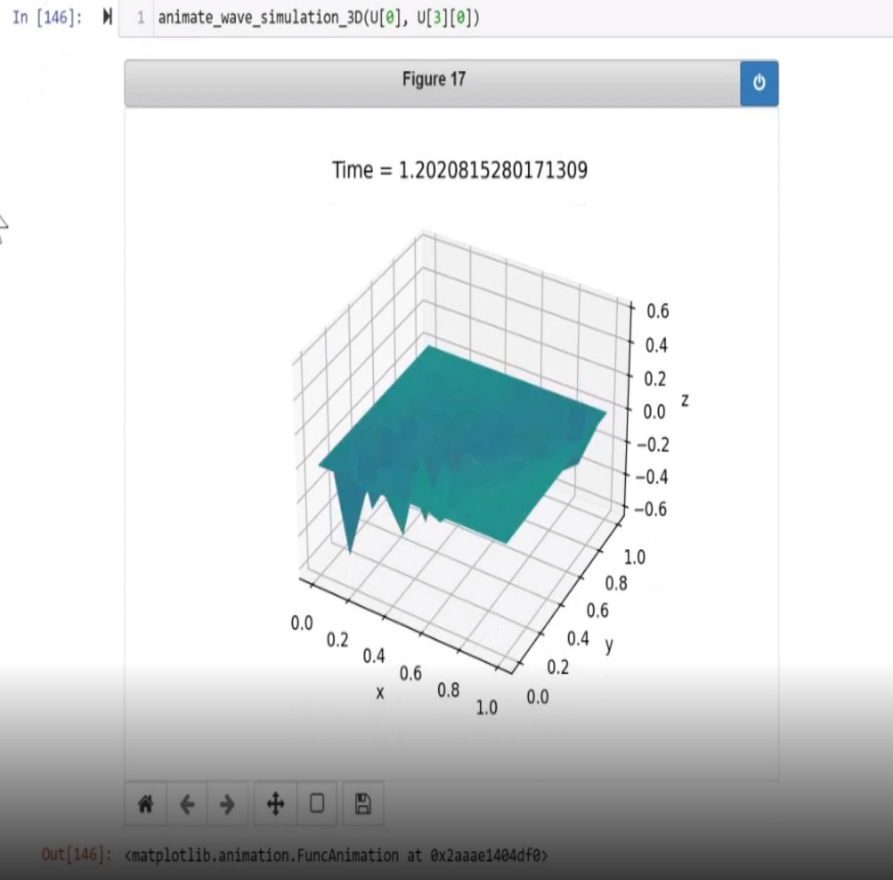 In [146]: 1 animate_wave_simulation_3D(U[0], U[3][0])
Figure 17
Time = 1.2020815280171309
0.6
0.4
0.2
z
0.0
−0.2
−0.4
−0.6
1.0
0.8
0.6
0.4
y
0.2
0.0
0.0
0.2
0.4
0.6
0.8
1.0
x
Out[146]: <matplotlib.animation.FuncAnimation at 0x2aaae1404df0>